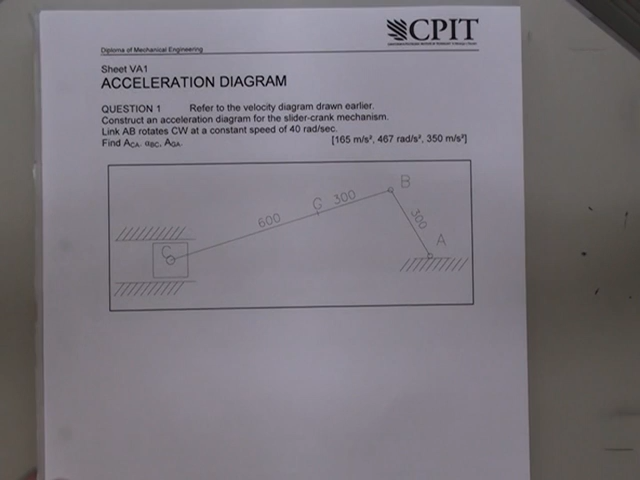 CPIT
Diploma of Mechanical Engineering
Sheet VA1
ACCELERATION DIAGRAM
QUESTION 1 Refer to the velocity diagram drawn earlier.
Construct an acceleration diagram for the slider-crank mechanism.
Link AB rotates CW at a constant speed of 40 rad/sec.
Find ACA, αBC, AGA. [165 m/s², 467 rad/s², 350 m/s²]
B
G 300
600
300
A
C